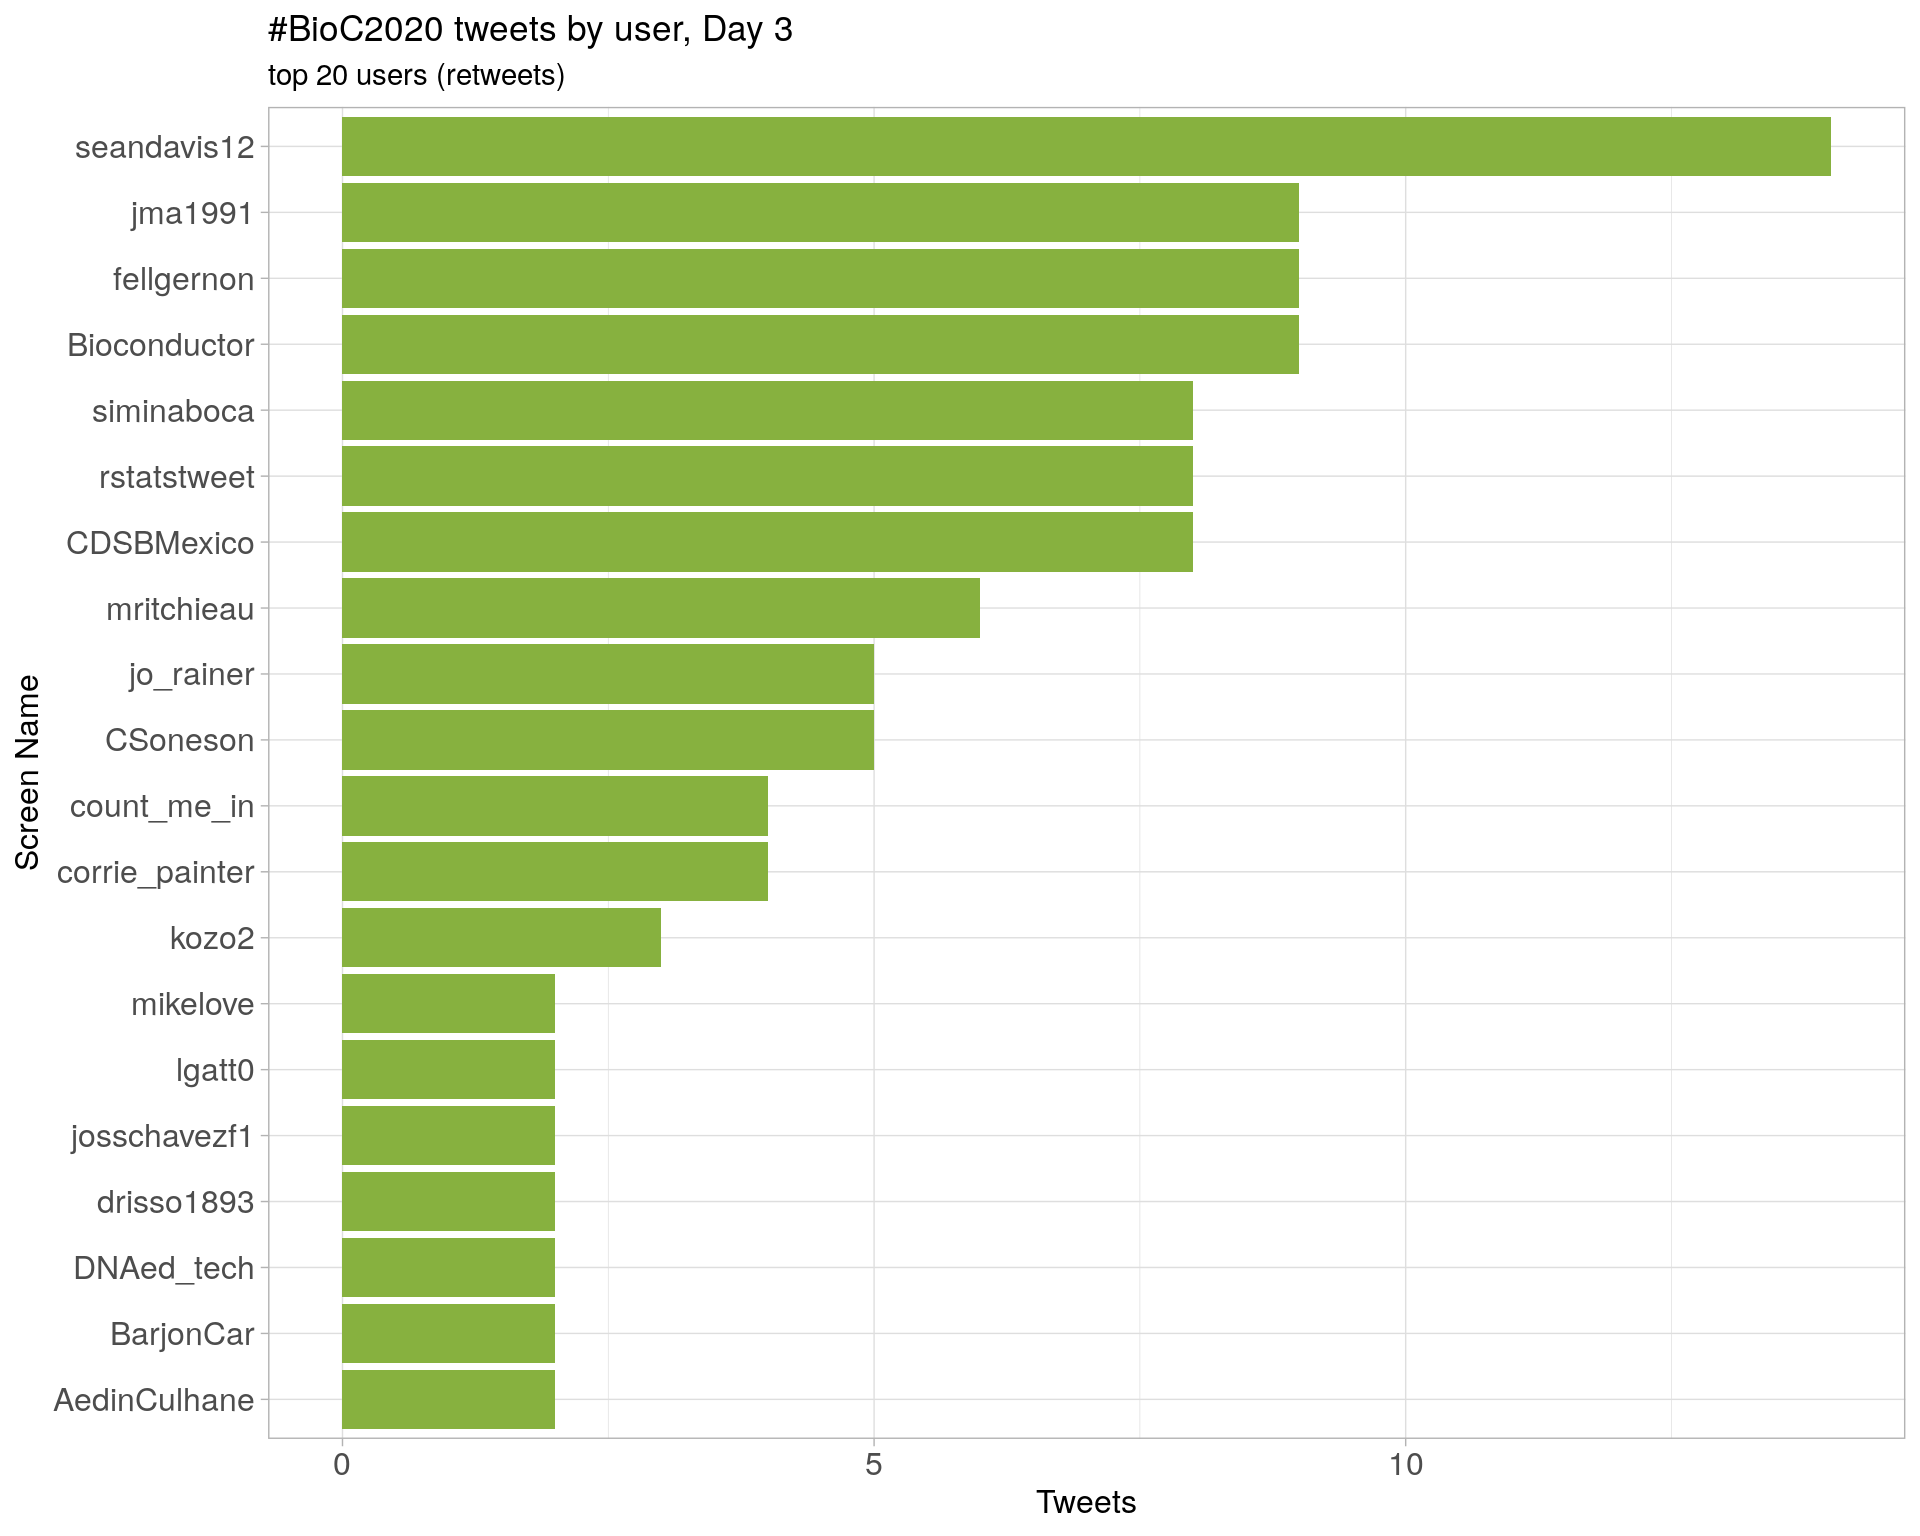 #BioC2020 tweets by user, Day 3
top 20 users (retweets)
seandavis12
jma1991
fellgernon
Bioconductor
siminaboca
rstatstweet
CDSBMexico
mritchieau
jo_rainer
CSoneson
count_me_in
corrie_painter
kozo2
mikelove
lgatt0
josschavezf1
drisso1893
DNAed_tech
BarjonCar
AedinCulhane
Screen Name
0 5 10
Tweets